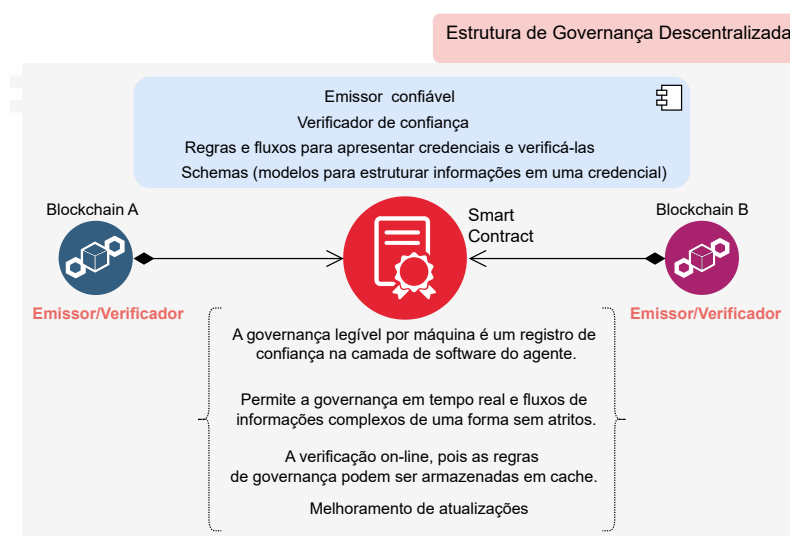 Estrutura de Governança Descentralizada
Emissor confiável
Verificador de confiança
Regras e fluxos para apresentar credenciais e verificá-las
Schemas (modelos para estruturar informações em uma credencial)
Blockchain A
Smart
Contract
Blockchain B
Emissor/Verificador
Emissor/Verificador
A governança legível por máquina é um registro de
confiança na camada de software do agente.
Permite a governança em tempo real e fluxos de
informações complexos de uma forma sem atritos.
A verificação on-line, pois as regras
de governança podem ser armazenadas em cache.
Melhoramento de atualizações